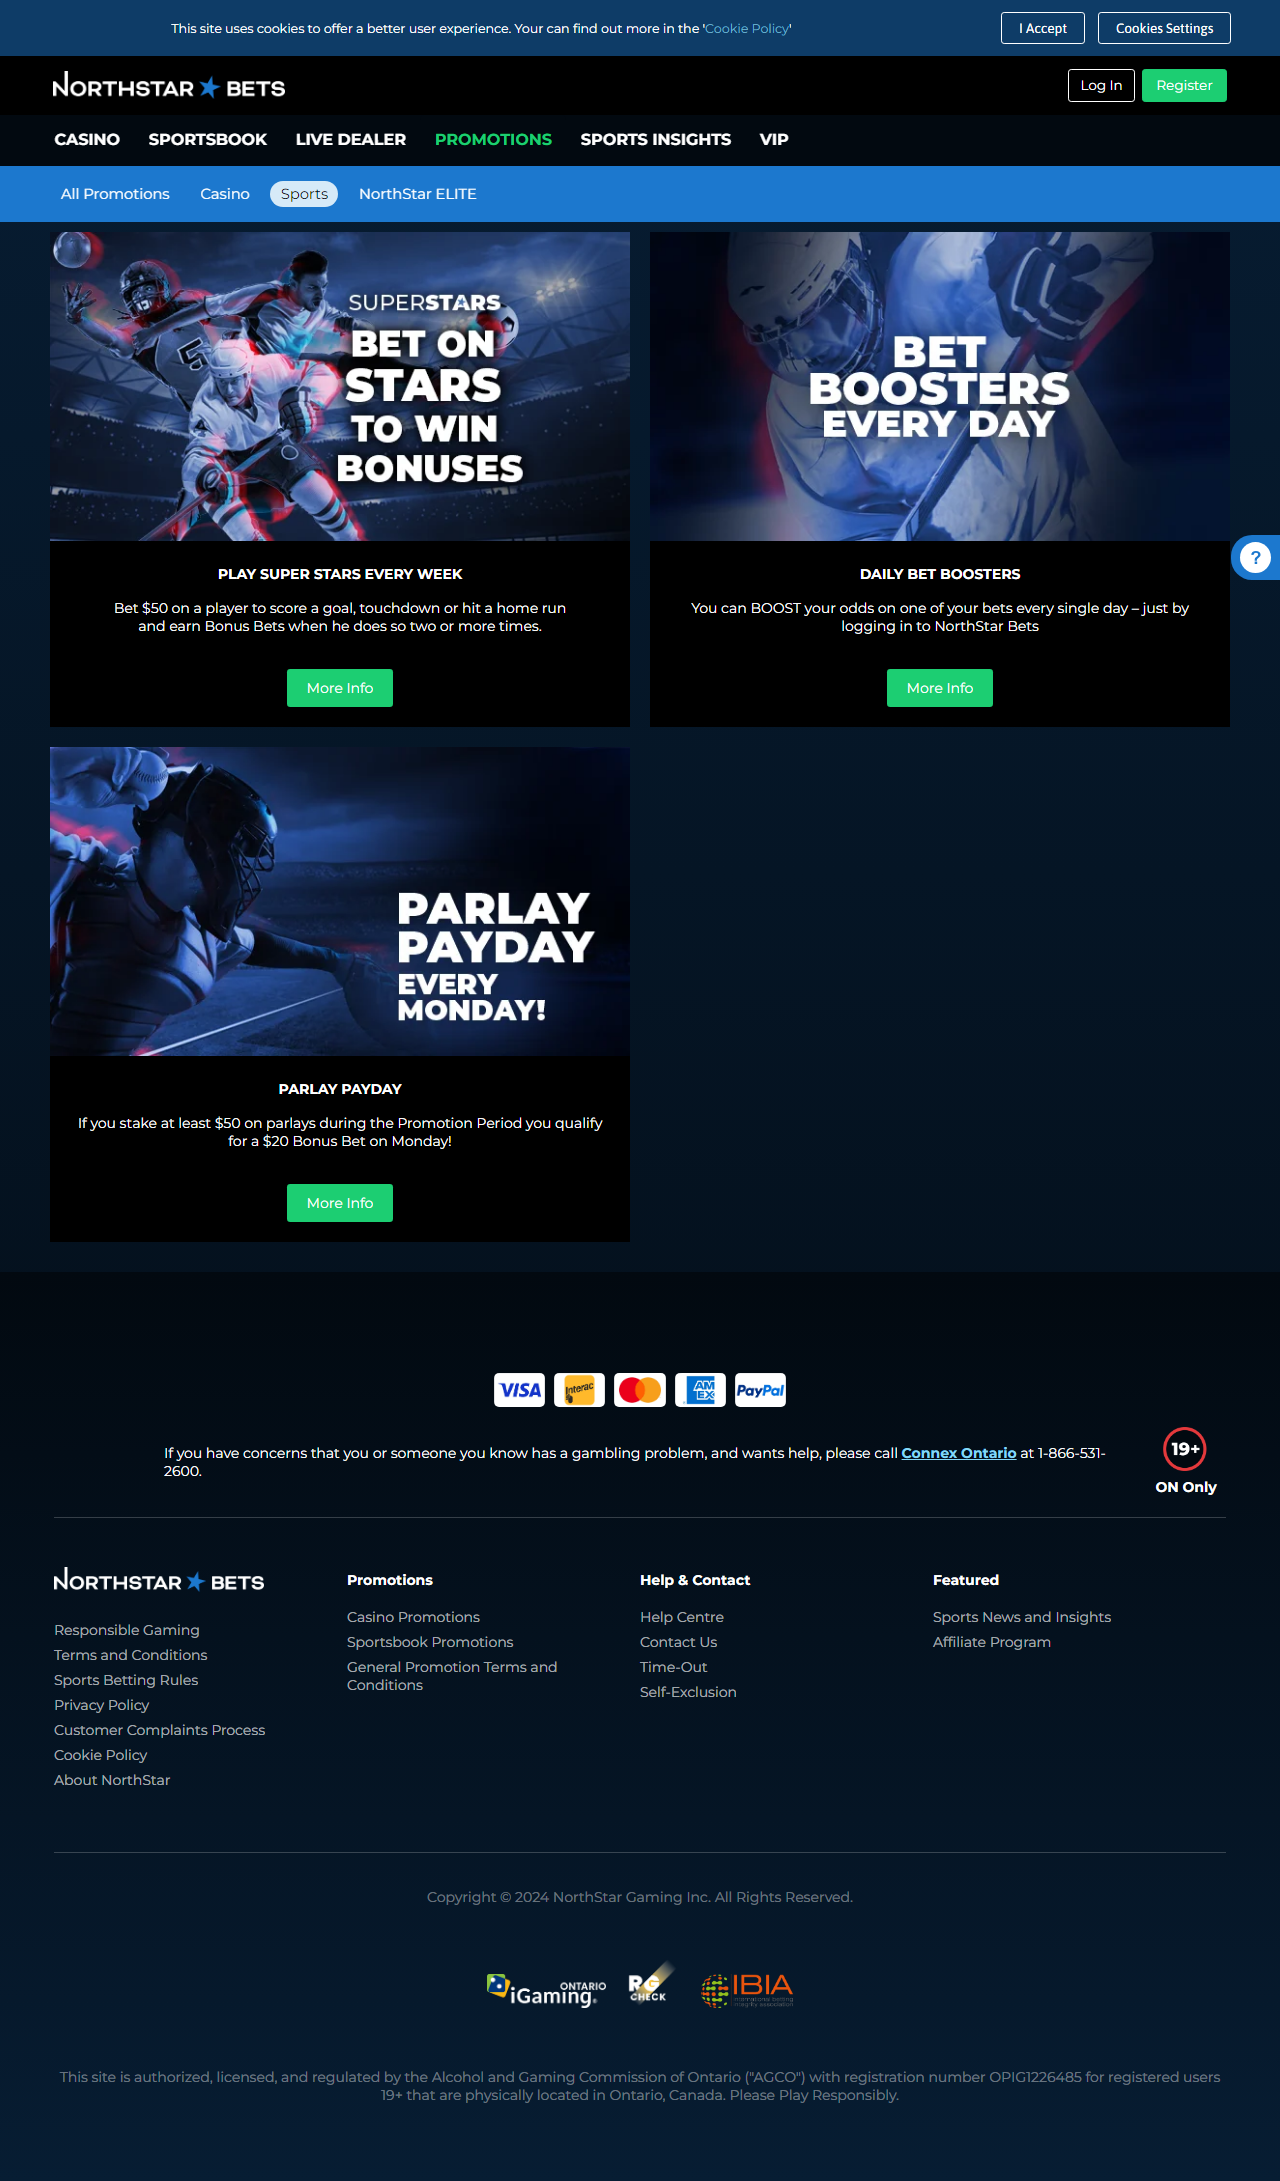 This site uses cookies to offer a better user experience. Your can find out more in the 'Cookie Policy'
I Accept
Cookies Settings
NORTHSTAR BETS
Log In
Register
CASINO
SPORTSBOOK
LIVE DEALER
PROMOTIONS
SPORTS INSIGHTS
VIP
All Promotions
Casino
Sports
NorthStar ELITE
SUPERSTARS
BET ON
STARS
TO WIN
BONUSES
PLAY SUPER STARS EVERY WEEK
Bet $50 on a player to score a goal, touchdown or hit a home run
and earn Bonus Bets when he does so two or more times.
More Info
BET
BOOSTERS
EVERY DAY
DAILY BET BOOSTERS
You can BOOST your odds on one of your bets every single day – just by
logging in to NorthStar Bets
More Info
?
PARLAY
PAYDAY
EVERY
MONDAY!
PARLAY PAYDAY
If you stake at least $50 on parlays during the Promotion Period you qualify
for a $20 Bonus Bet on Monday!
More Info
VISA
Interac
AM
EX
PayPal
If you have concerns that you or someone you know has a gambling problem, and wants help, please call Connex Ontario at 1-866-531-
2600.
19+
ON Only
NORTHSTAR BETS
Responsible Gaming
Terms and Conditions
Sports Betting Rules
Privacy Policy
Customer Complaints Process
Cookie Policy
About NorthStar
Promotions
Casino Promotions
Sportsbook Promotions
General Promotion Terms and
Conditions
Help & Contact
Help Centre
Contact Us
Time-Out
Self-Exclusion
Featured
Sports News and Insights
Affiliate Program
Copyright © 2024 NorthStar Gaming Inc. All Rights Reserved.
ONTARIO
iGaming
RG
CHECK
IBIA
international betting
integrity association
This site is authorized, licensed, and regulated by the Alcohol and Gaming Commission of Ontario ("AGCO") with registration number OPIG1226485 for registered users
19+ that are physically located in Ontario, Canada. Please Play Responsibly.